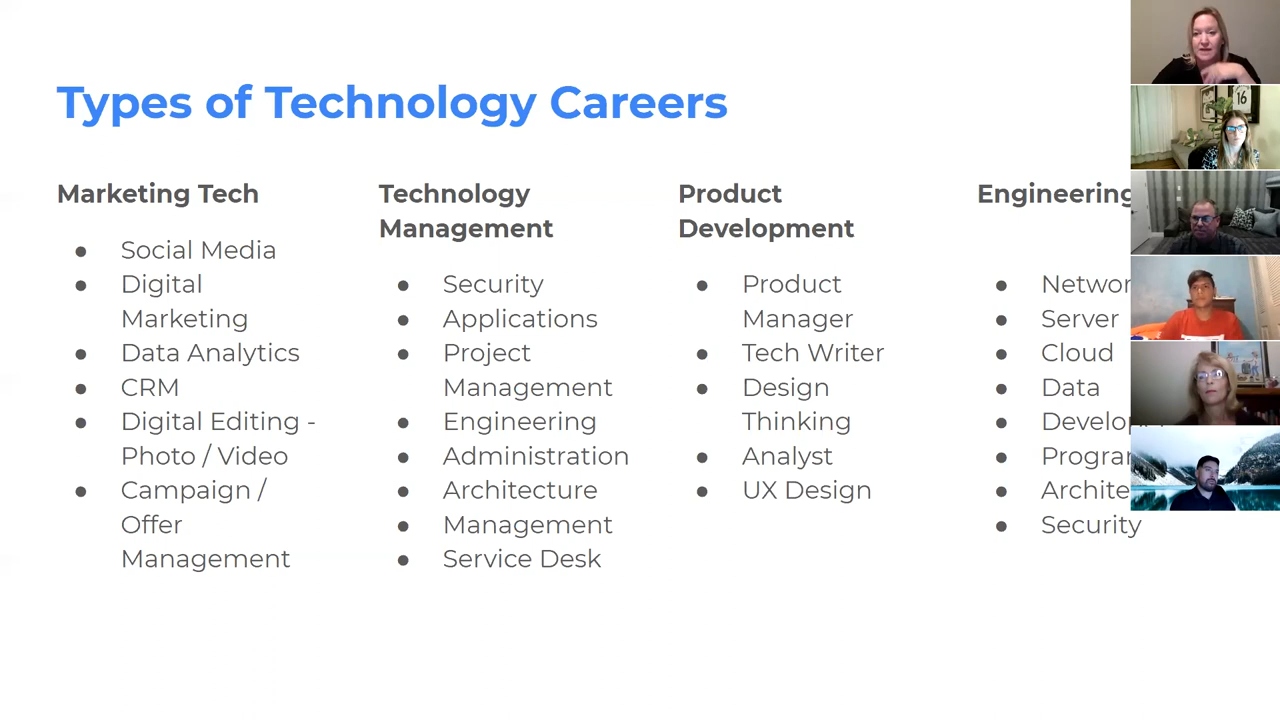 Types of Technology Careers
Marketing Tech
● Social Media
● Digital
Marketing
● Data Analytics
● CRM
● Digital Editing -
Photo / Video
● Campaign /
Offer
Management
Technology
Management
● Security
● Applications
● Project
Management
● Engineering
● Administration
● Architecture
● Management
● Service Desk
Product
Development
● Product
Manager
● Tech Writer
● Design
Thinking
● Analyst
● UX Design
Engineering
● Server
● Cloud
● Data
● Security
16